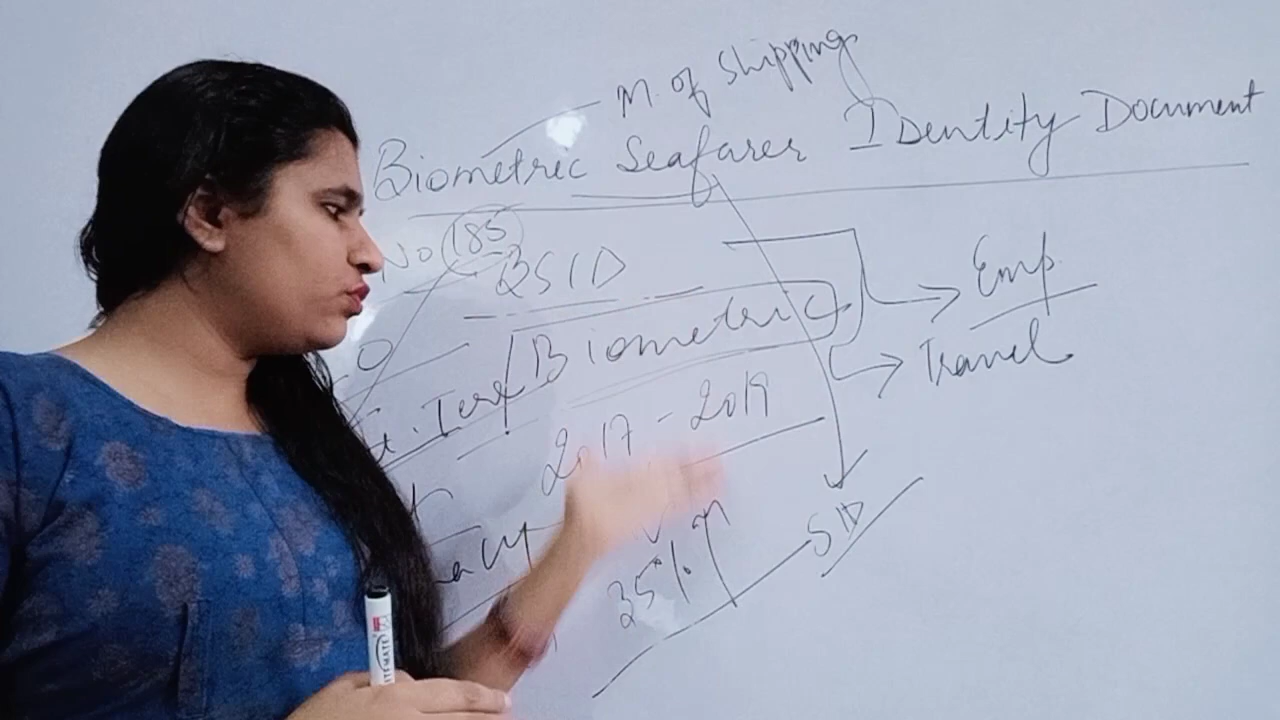 M. of Shipping
Biometric Seafarer Identity Document
No 185
BSID
Emp.
Biometric
Travel
2017-2019
35%
SID